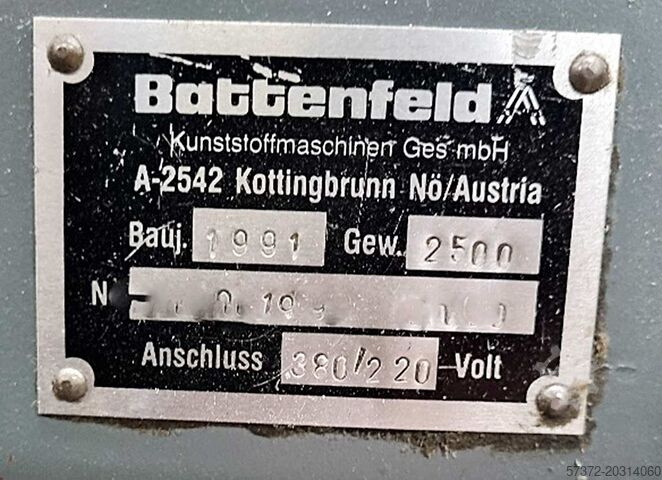 Battenfeld
Kunststoffmaschinen Ges mbH
A-2542 Kottingbrunn Nö/Austria
Bauj. 1991 Gew. 2500
N
Anschluss 380/220 Volt
57372-20314060